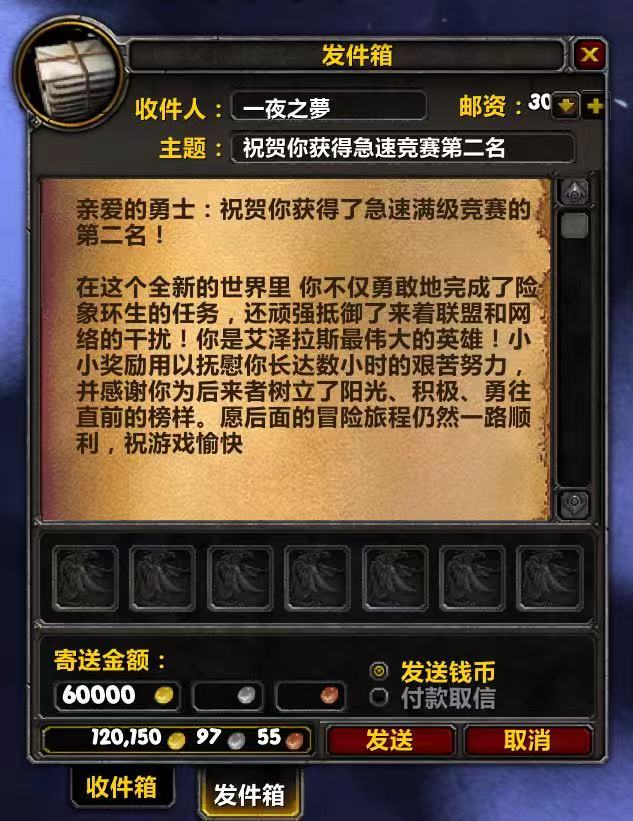 发件箱
收件人：一夜之夢 邮资：30
主题：祝贺你获得急速竞赛第二名
亲爱的勇士：祝贺你获得了急速满级竞赛的
第二名！
在这个全新的世界里 你不仅勇敢地完成了险
象环生的任务，还顽强抵御了来着联盟和网
络的干扰！你是艾泽拉斯最伟大的英雄！小
小奖励用以抚慰你长达数小时的艰苦努力，
并感谢你为后来者树立了阳光、积极、勇往
直前的榜样。愿后面的冒险旅程仍然一路顺
利，祝游戏愉快
寄送金额：
60000
发送钱币
付款取信
120,150 97 55
发送 取消
收件箱 发件箱